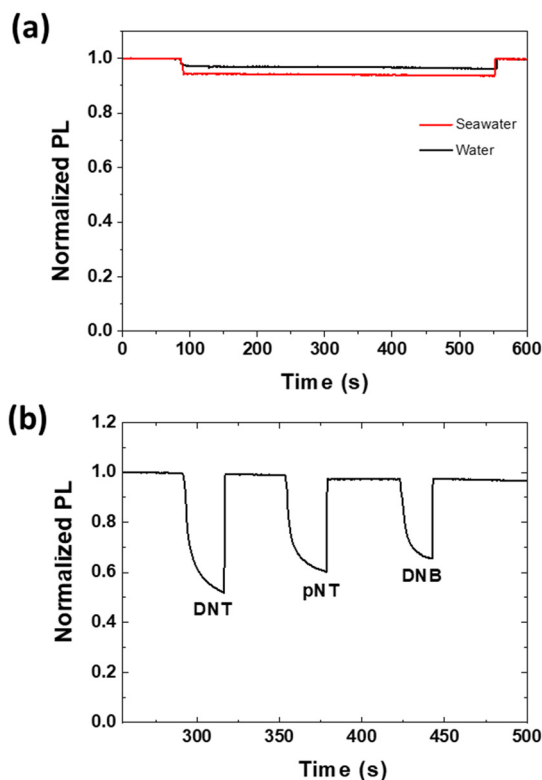 (a)
Normalized PL
1.0
0.8
0.6
0.4
0.2
0.0
Seawater
Water
0 100 200 300 400 500 600
Time (s)
(b)
Normalized PL
1.2
1.0
0.8
0.6
0.4
0.2
0.0
DNT
pNT
DNB
300 350 400 450 500
Time (s)